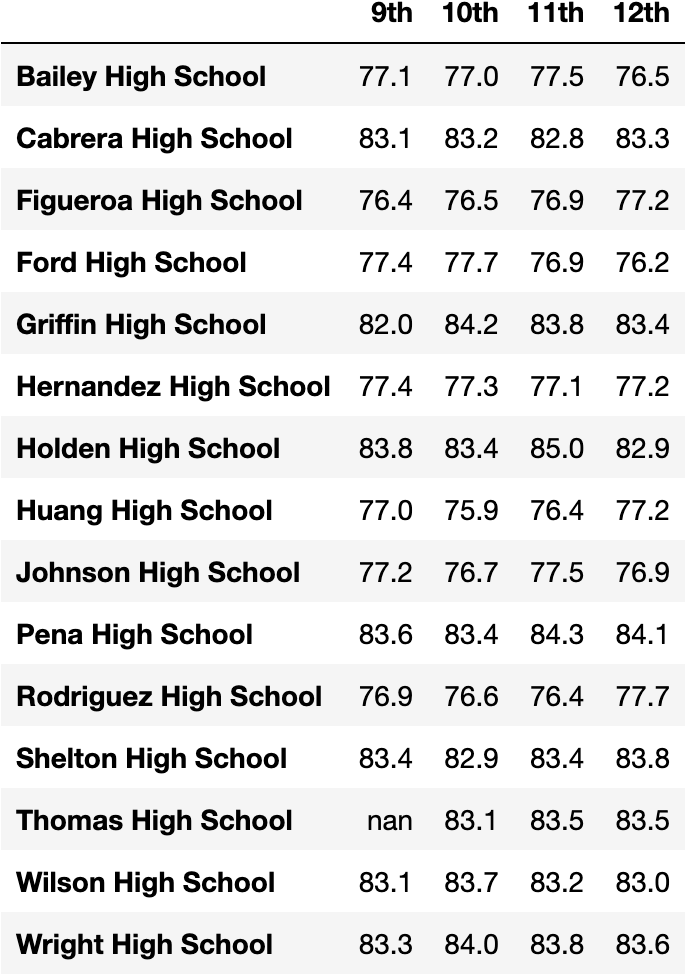 9th 10th 11th 12th
Bailey High School 77.1 77.0 77.5 76.5
Cabrera High School 83.1 83.2 82.8 83.3
Figueroa High School 76.4 76.5 76.9 77.2
Ford High School 77.4 77.7 76.9 76.2
Griffin High School 82.0 84.2 83.8 83.4
Hernandez High School 77.4 77.3 77.1 77.2
Holden High School 83.8 83.4 85.0 82.9
Huang High School 77.0 75.9 76.4 77.2
Johnson High School 77.2 76.7 77.5 76.9
Pena High School 83.6 83.4 84.3 84.1
Rodriguez High School 76.9 76.6 76.4 77.7
Shelton High School 83.4 82.9 83.4 83.8
Thomas High School nan 83.1 83.5 83.5
Wilson High School 83.1 83.7 83.2 83.0
Wright High School 83.3 84.0 83.8 83.6